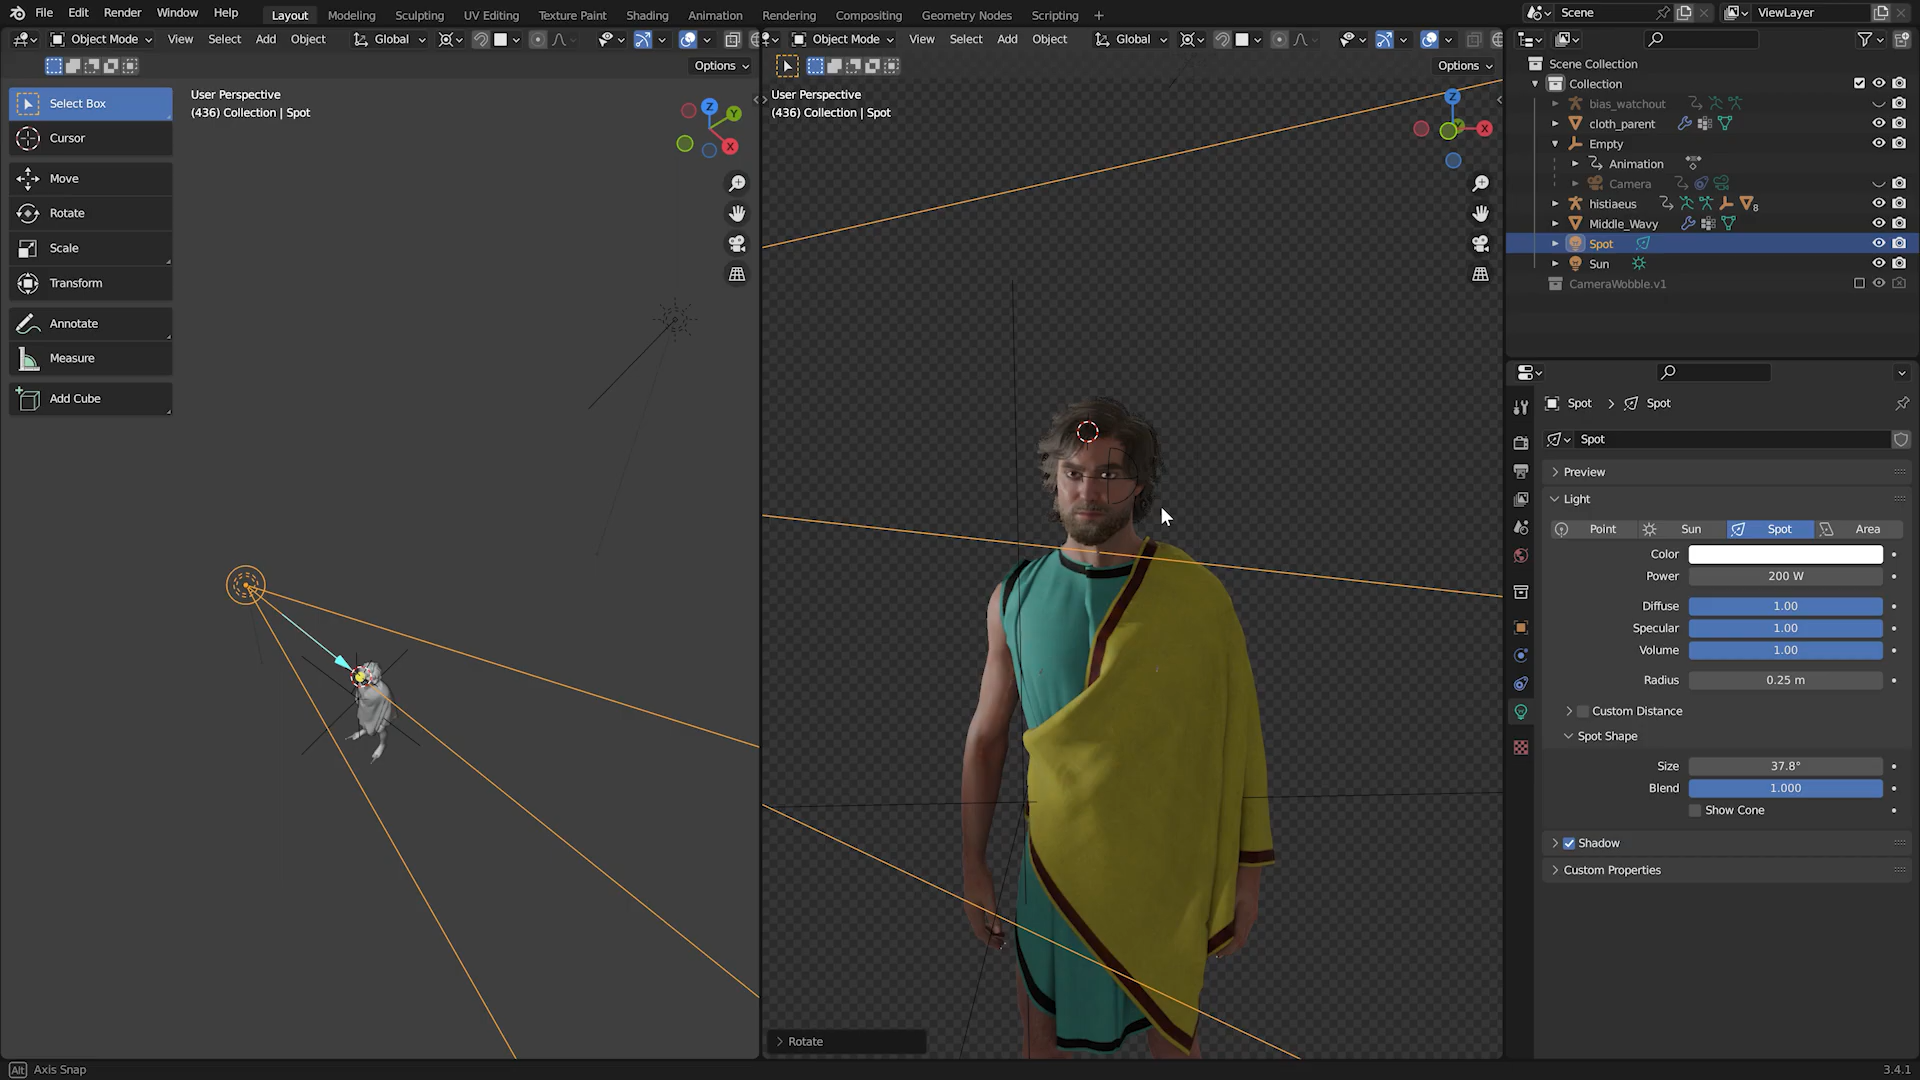 File Edit Render Window Help Layout Modeling Sculpting UV Editing Texture Paint Shading Animation Rendering Compositing Geometry Nodes Scripting + Scene ViewLayer
Object Mode View Select Add Object Global
Object Mode View Select Add Object Global
Options
Options
Select Box
Cursor
Move
Rotate
Scale
Transform
Annotate
Measure
Add Cube
User Perspective
(436) Collection | Spot
Z
Y
X
User Perspective
(436) Collection | Spot
Z
X
Rotate
Scene Collection
Collection
bias_watchout
cloth_parent
Empty
Animation
Camera
histiaeus
8
Middle_Wavy
Spot
Sun
CameraWobble.v1
Spot > Spot
Spot
Preview
Light
Point Sun Spot Area
Color
Power 200 W
Diffuse 1.00
Specular 1.00
Volume 1.00
Radius 0.25 m
Custom Distance
Spot Shape
Size 37.8°
Blend 1.000
Show Cone
Shadow
Custom Properties
Alt Axis Snap
3.4.1